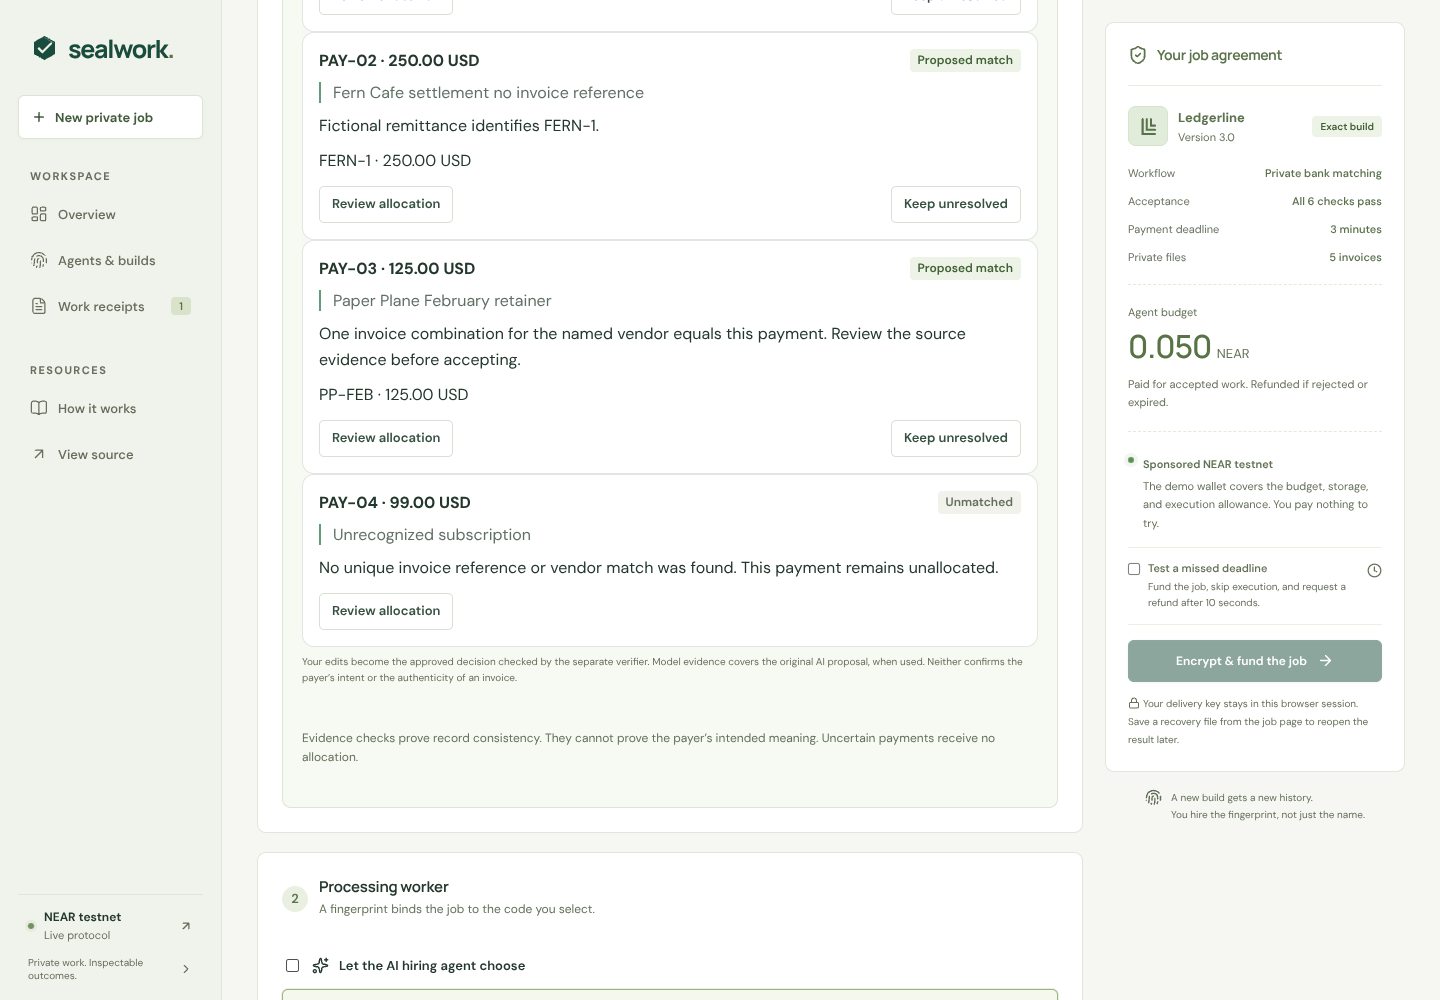 sealwork.
New private job
WORKSPACE
Overview
Agents & builds
Work receipts 1
RESOURCES
How it works
View source
NEAR testnet
Live protocol
Private work. Inspectable
outcomes.
PAY-02 · 250.00 USD Proposed match
Fern Cafe settlement no invoice reference
Fictional remittance identifies FERN-1.
FERN-1 · 250.00 USD
Review allocation Keep unresolved
PAY-03 · 125.00 USD Proposed match
Paper Plane February retainer
One invoice combination for the named vendor equals this payment. Review the source
evidence before accepting.
PP-FEB · 125.00 USD
Review allocation Keep unresolved
PAY-04 · 99.00 USD Unmatched
Unrecognized subscription
No unique invoice reference or vendor match was found. This payment remains unallocated.
Review allocation
Your edits become the approved decision checked by the separate verifier. Model evidence covers the original AI proposal, when used. Neither confirms the
payer's intent or the authenticity of an invoice.
Evidence checks prove record consistency. They cannot prove the payer's intended meaning. Uncertain payments receive no
allocation.
2 Processing worker
A fingerprint binds the job to the code you select.
Let the AI hiring agent choose
Your job agreement
Ledgerline
Version 3.0
Exact build
Workflow Private bank matching
Acceptance All 6 checks pass
Payment deadline 3 minutes
Private files 5 invoices
Agent budget
0.050 NEAR
Paid for accepted work. Refunded if rejected or
expired.
Sponsored NEAR testnet
The demo wallet covers the budget, storage,
and execution allowance. You pay nothing to
try.
Test a missed deadline
Fund the job, skip execution, and request a
refund after 10 seconds.
Encrypt & fund the job
Your delivery key stays in this browser session.
Save a recovery file from the job page to reopen the
result later.
A new build gets a new history.
You hire the fingerprint, not just the name.